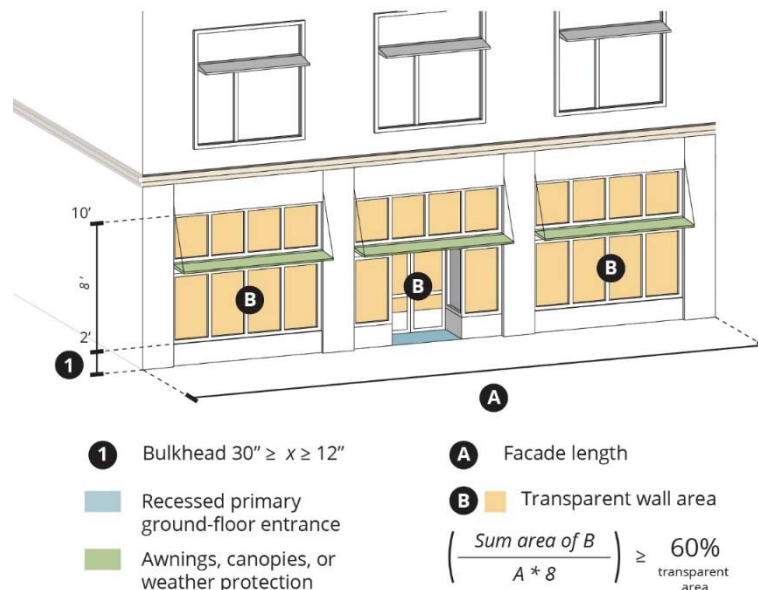 10'
8'
2'
B
B
B
1
A
1 Bulkhead 30" ≥ x ≥ 12"
Recessed primary
ground-floor entrance
Awnings, canopies, or
weather protection
A Facade length
B Transparent wall area
( Sum area of B / A * 8 ) ≥ 60%
transparent
area